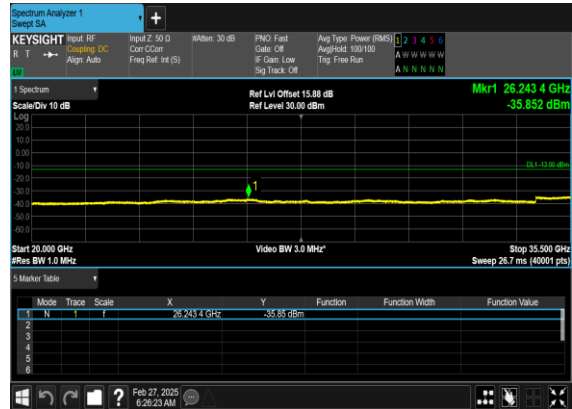 Spectrum Analyzer 1
Swept SA
+
KEYSIGHT Input: RF Input Z: 50 Ω #Atten: 30 dB PNO: Fast Avg Type: Power (RMS) 1 2 3 4 5 6
R T Coupling: DC Corr CCorr Gate: Off Avg|Hold: 100/100 A W W W W W
Align: Auto Freq Ref: Int (S) IF Gain: Low Trig: Free Run
Sig Track: Off A N N N N N
1 Spectrum Ref Lvl Offset 15.88 dB Mkr1 26.243 4 GHz
Scale/Div 10 dB Ref Level 30.00 dBm -35.852 dBm
Log
20.0
10.0
0.00
-10.0 DL1 -13.00 dBm
-20.0
-30.0 1
-40.0
-50.0
-60.0
Start 20.000 GHz Video BW 3.0 MHz* Stop 35.500 GHz
#Res BW 1.0 MHz Sweep 26.7 ms (40001 pts)
5 Marker Table
Mode Trace Scale X Y Function Function Width Function Value
1 N 1 f 26.243 4 GHz -35.85 dBm
2
3
4
5
6
? Feb 27, 2025
6:26:23 AM